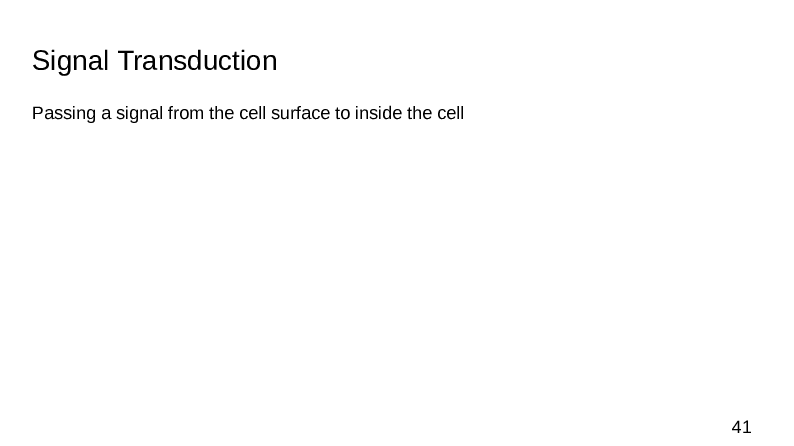 Signal Transduction
Passing a signal from the cell surface to inside the cell
41